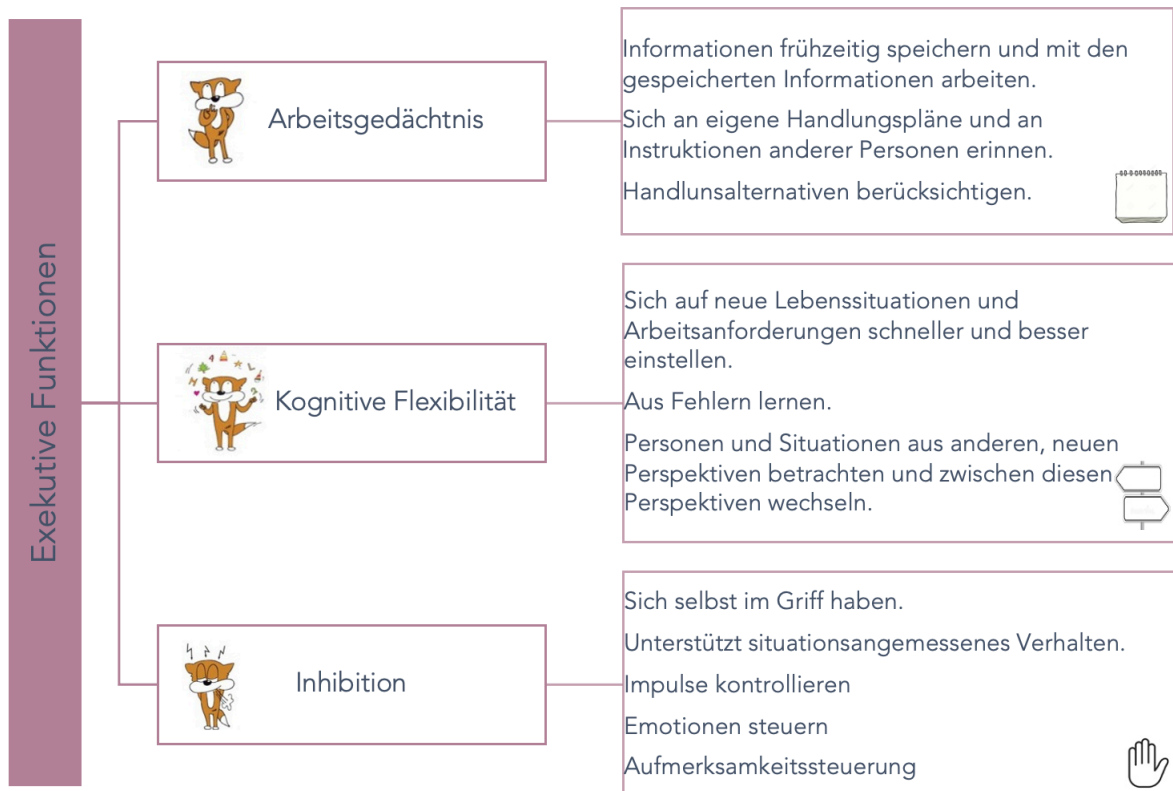 Exekutive Funktionen
Arbeitsgedächtnis
Informationen frühzeitig speichern und mit den
gespeicherten Informationen arbeiten.
Sich an eigene Handlungspläne und an
Instruktionen anderer Personen erinnen.
Handlunsalternativen berücksichtigen.
Kognitive Flexibilität
Sich auf neue Lebenssituationen und
Arbeitsanforderungen schneller und besser
einstellen.
Aus Fehlern lernen.
Personen und Situationen aus anderen, neuen
Perspektiven betrachten und zwischen diesen
Perspektiven wechseln.
Inhibition
Sich selbst im Griff haben.
Unterstützt situationsangemessenes Verhalten.
Impulse kontrollieren
Emotionen steuern
Aufmerksamkeitssteuerung